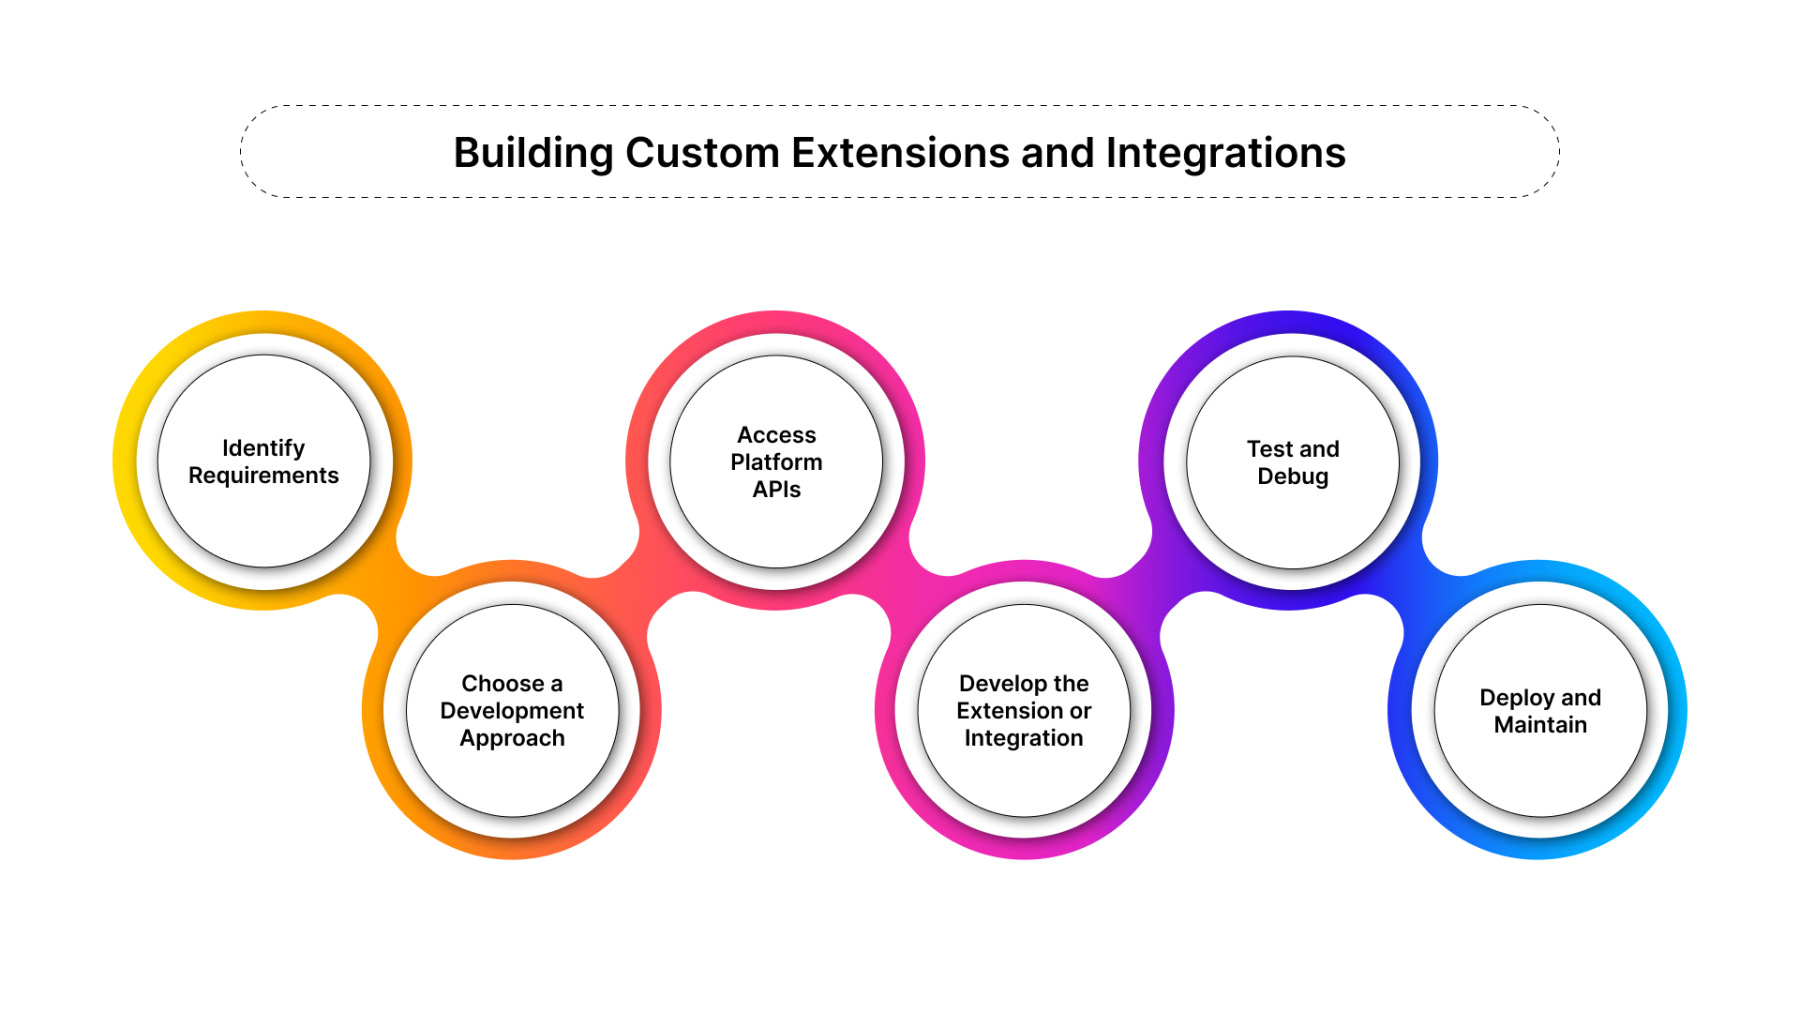 Building Custom Extensions and Integrations
Identify
Requirements
Choose a
Development
Approach
Access
Platform
APIs
Develop the
Extension or
Integration
Test and
Debug
Deploy and
Maintain